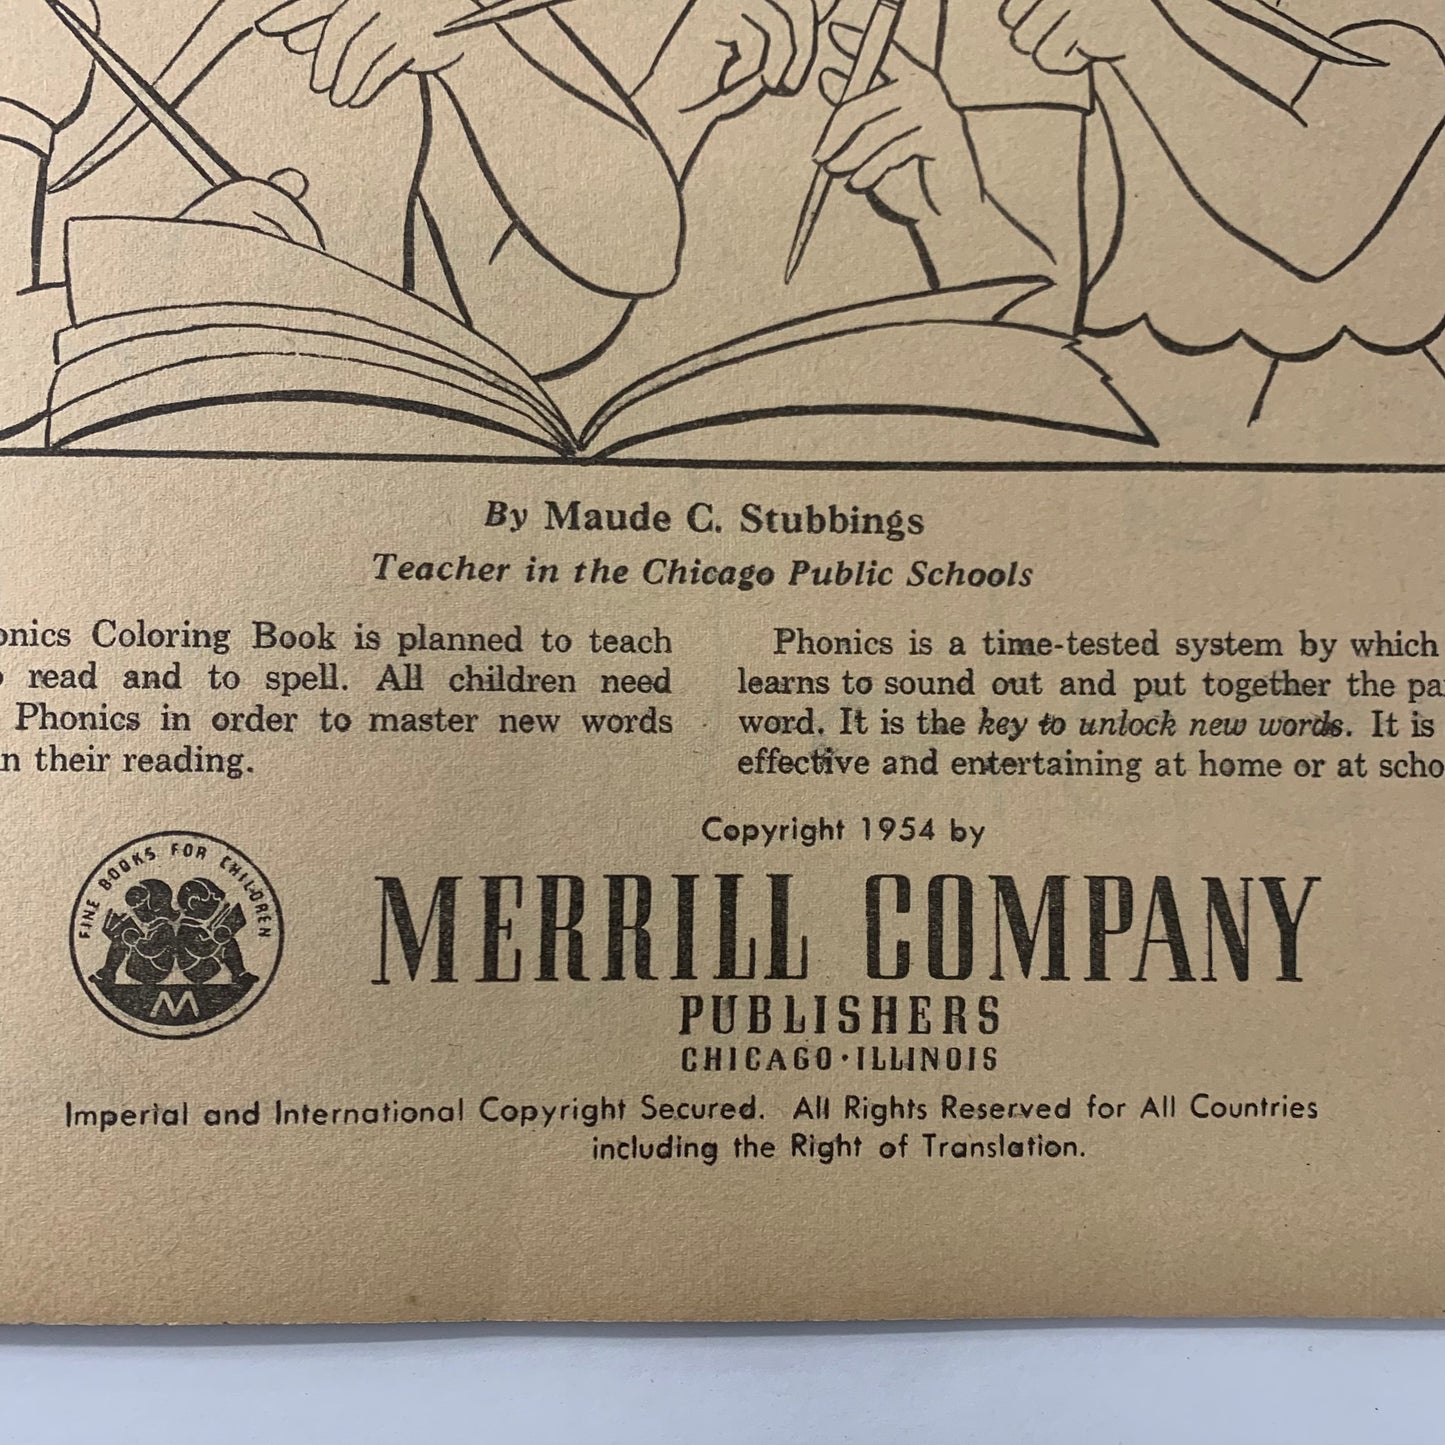 By Maude C. Stubbings
Teacher in the Chicago Public Schools
Coloring Book is planned to teach
read and to spell. All children need
Phonics in order to master new words
their reading.
Phonics is a time-tested system by which
learns to sound out and put together the
word. It is the key to unlock new words. It is
effective and entertaining at home or at
Copyright 1954 by
FINE BOOKS FOR CHILDREN
M
MERRILL COMPANY
PUBLISHERS
CHICAGO·ILLINOIS
Imperial and International Copyright Secured. All Rights Reserved for All Countries
including the Right of Translation.